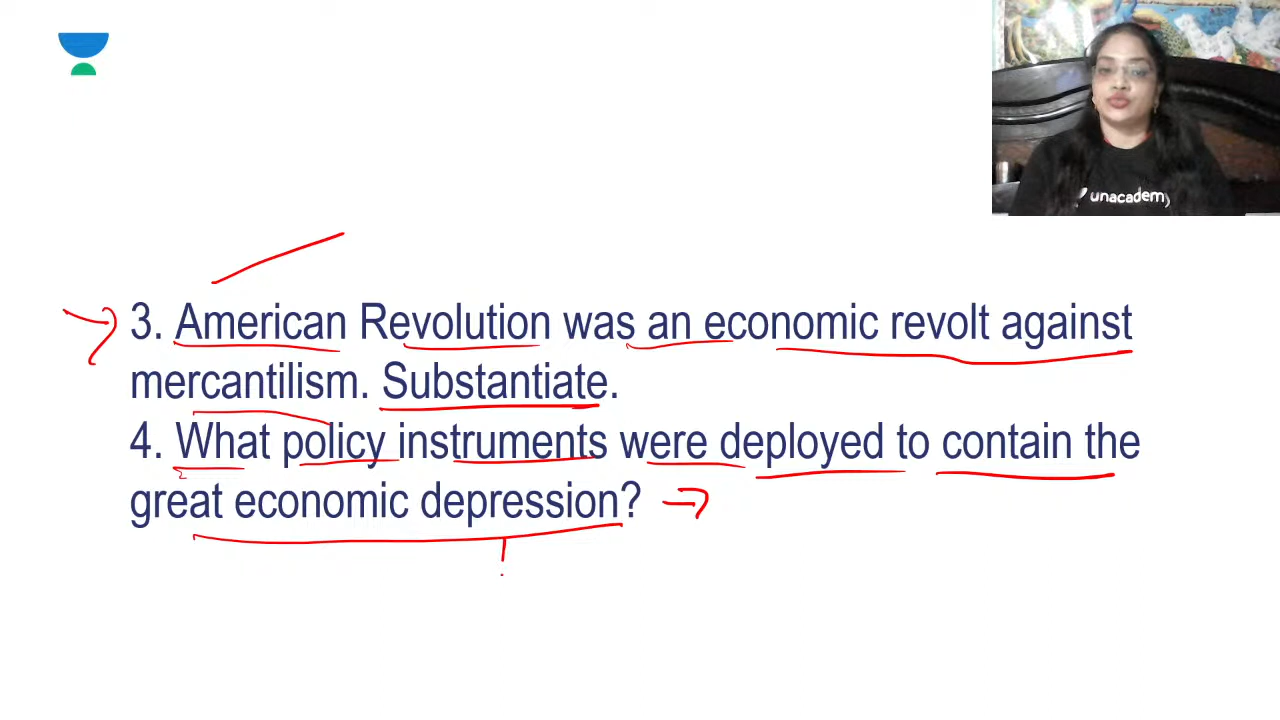 unacademy
3. American Revolution was an economic revolt against
mercantilism. Substantiate.
4. What policy instruments were deployed to contain the
great economic depression?